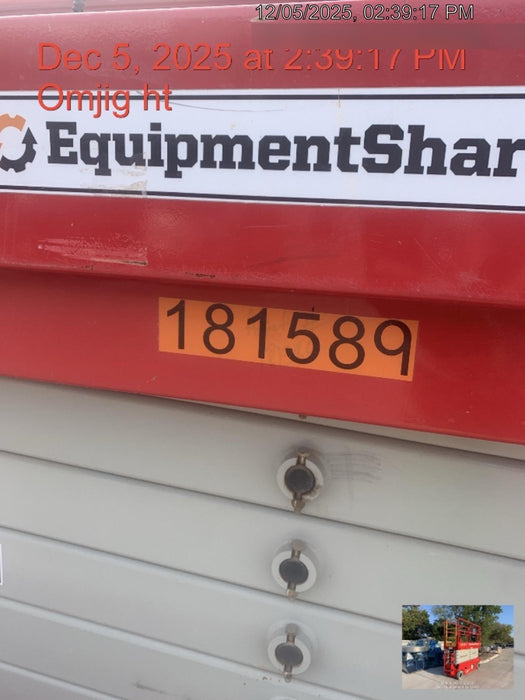 12/05/2025, 02:39:17 PM
Dec 5, 2025 at 2:39:17 PM
Omjig ht
EquipmentShar
181589